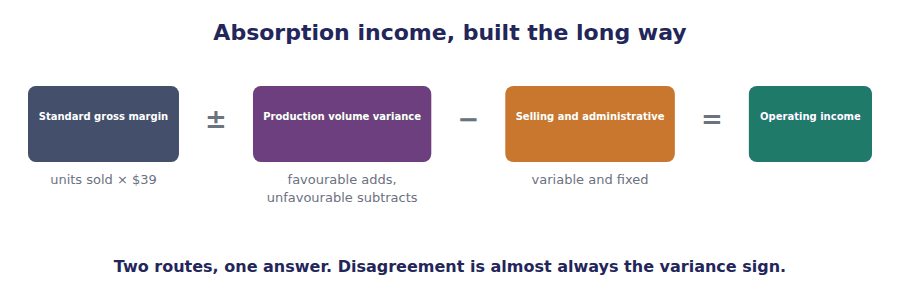 Absorption income, built the long way
Standard gross margin
±
Production volume variance
−
Selling and administrative
=
Operating income
units sold × $39
favourable adds,
unfavourable subtracts
variable and fixed
Two routes, one answer. Disagreement is almost always the variance sign.